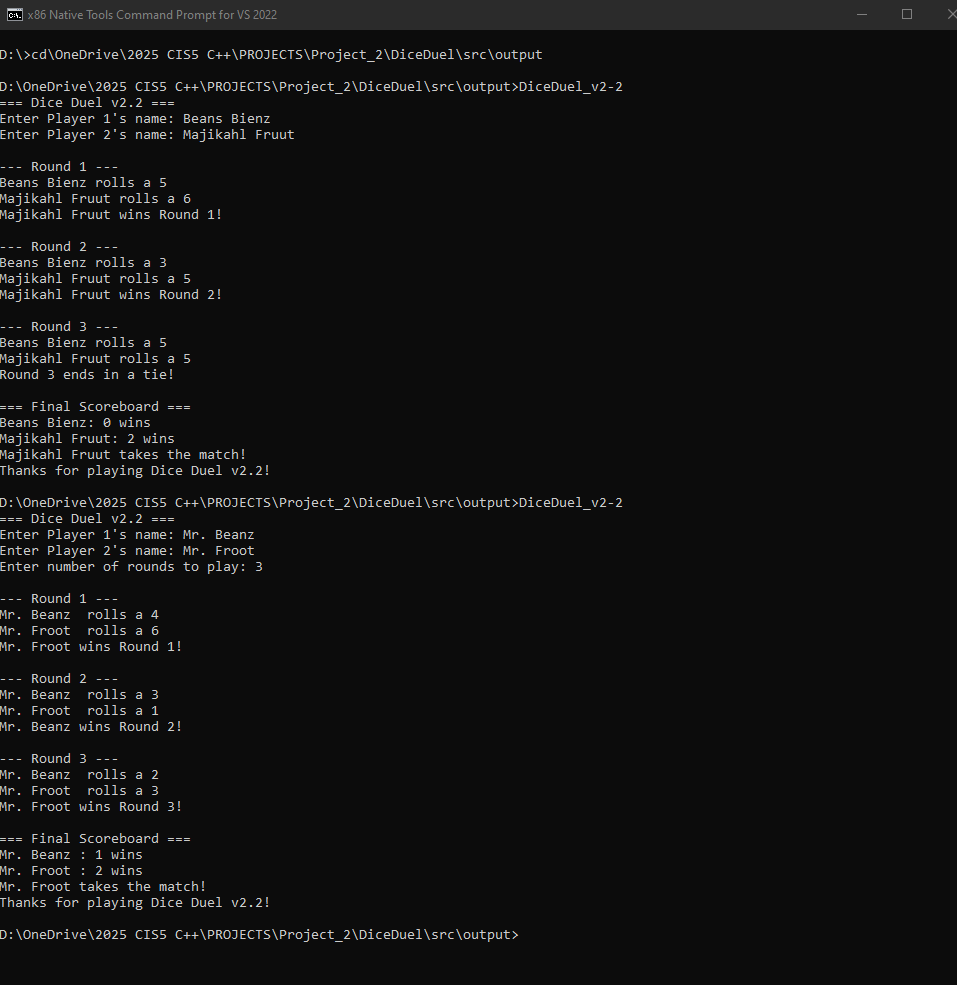 x86 Native Tools Command Prompt for VS 2022
D:\>cd\OneDrive\2025 CIS5 C++\PROJECTS\Project_2\DiceDuel\src\output
D:\OneDrive\2025 CIS5 C++\PROJECTS\Project_2\DiceDuel\src\output>DiceDuel_v2-2
=== Dice Duel v2.2 ===
Enter Player 1's name: Beans Bienz
Enter Player 2's name: Majikahl Fruut
--- Round 1 ---
Beans Bienz rolls a 5
Majikahl Fruut rolls a 6
Majikahl Fruut wins Round 1!
--- Round 2 ---
Beans Bienz rolls a 3
Majikahl Fruut rolls a 5
Majikahl Fruut wins Round 2!
--- Round 3 ---
Beans Bienz rolls a 5
Majikahl Fruut rolls a 5
Round 3 ends in a tie!
=== Final Scoreboard ===
Beans Bienz: 0 wins
Majikahl Fruut: 2 wins
Majikahl Fruut takes the match!
Thanks for playing Dice Duel v2.2!
D:\OneDrive\2025 CIS5 C++\PROJECTS\Project_2\DiceDuel\src\output>DiceDuel_v2-2
=== Dice Duel v2.2 ===
Enter Player 1's name: Mr. Beanz
Enter Player 2's name: Mr. Froot
Enter number of rounds to play: 3
--- Round 1 ---
Mr. Beanz  rolls a 4
Mr. Froot  rolls a 6
Mr. Froot wins Round 1!
--- Round 2 ---
Mr. Beanz  rolls a 3
Mr. Froot  rolls a 1
Mr. Beanz wins Round 2!
--- Round 3 ---
Mr. Beanz  rolls a 2
Mr. Froot  rolls a 3
Mr. Froot wins Round 3!
=== Final Scoreboard ===
Mr. Beanz : 1 wins
Mr. Froot : 2 wins
Mr. Froot takes the match!
Thanks for playing Dice Duel v2.2!
D:\OneDrive\2025 CIS5 C++\PROJECTS\Project_2\DiceDuel\src\output>